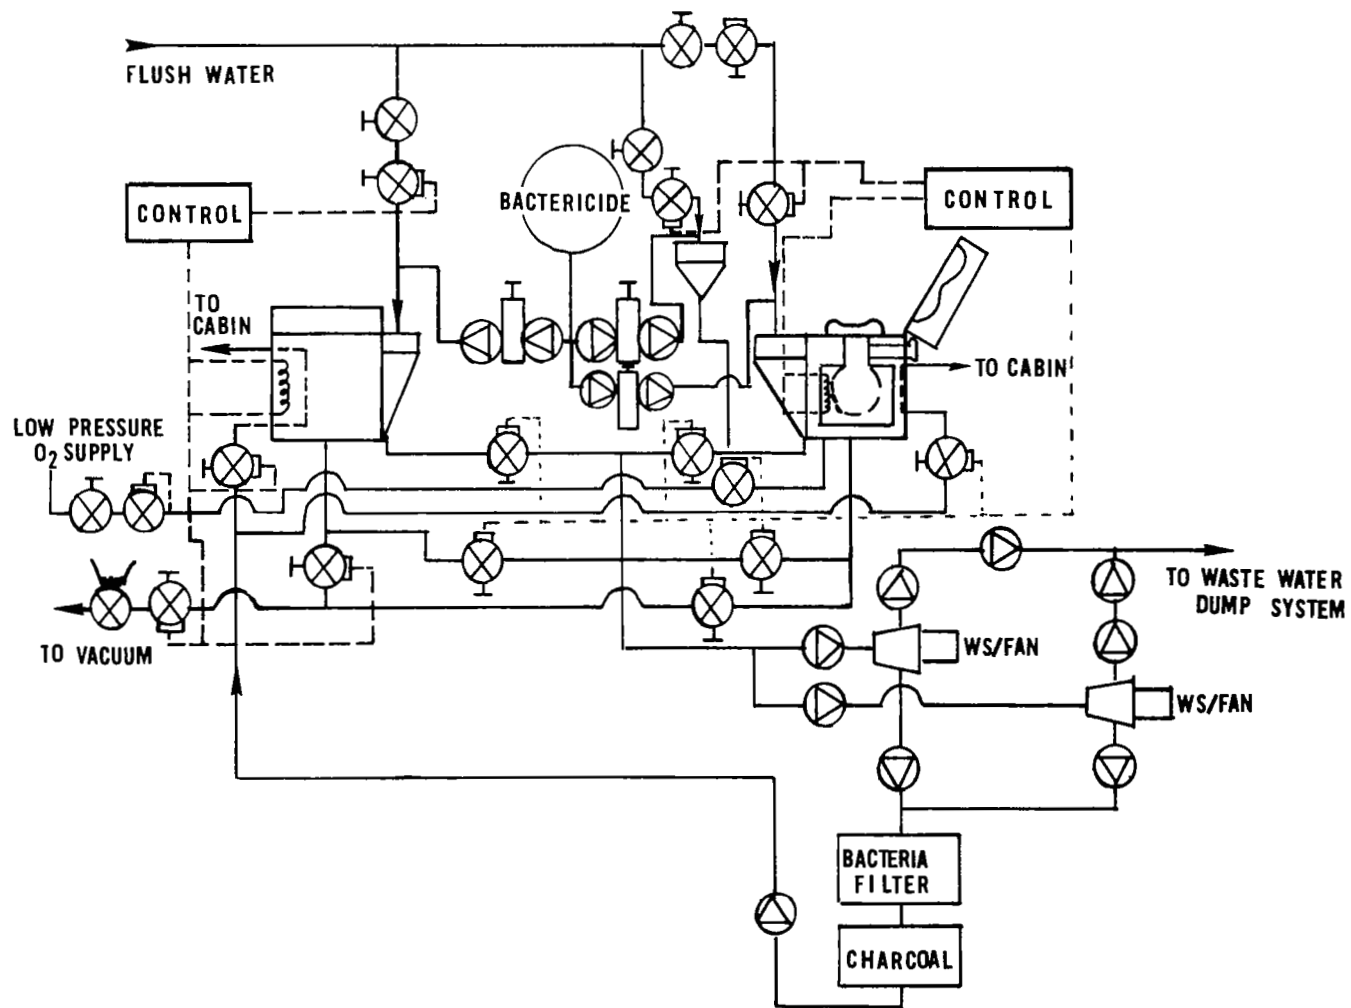 FLUSH WATER
BACTERICIDE
CONTROL
CONTROL
TO
CABIN
TO CABIN
LOW PRESSURE
O₂ SUPPLY
TO WASTE WATER
DUMP SYSTEM
TO VACUUM
WS/FAN
WS/FAN
BACTERIA
FILTER
CHARCOAL